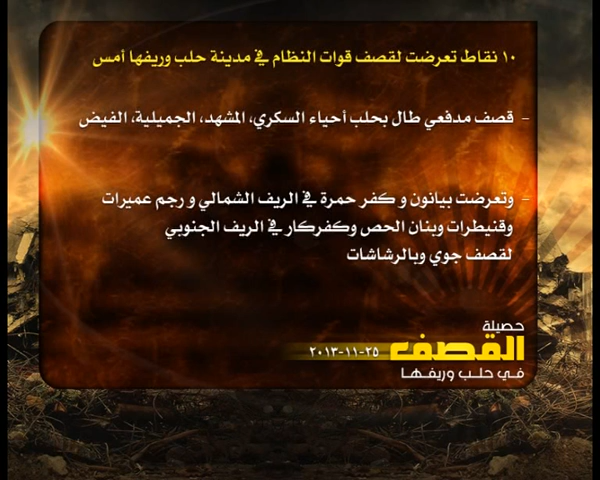 ١٠ نقاط تعرضت لقصف قوات النظام في مدينة حلب وريفها أمس
- قصف مدفعي طال بحلب أحياء السكري، المشهد، الجميلية، الفيض
- وتعرضت بيانون و كفر حمرة في الريف الشمالي و رجم عميرات
وقنيطرات وبنان الحص وكفركار في الريف الجنوبي
لقصف جوي وبالرشاشات
حصيلة
القصف ٢٥-١١-٢٠١٣
في حلب وريفها